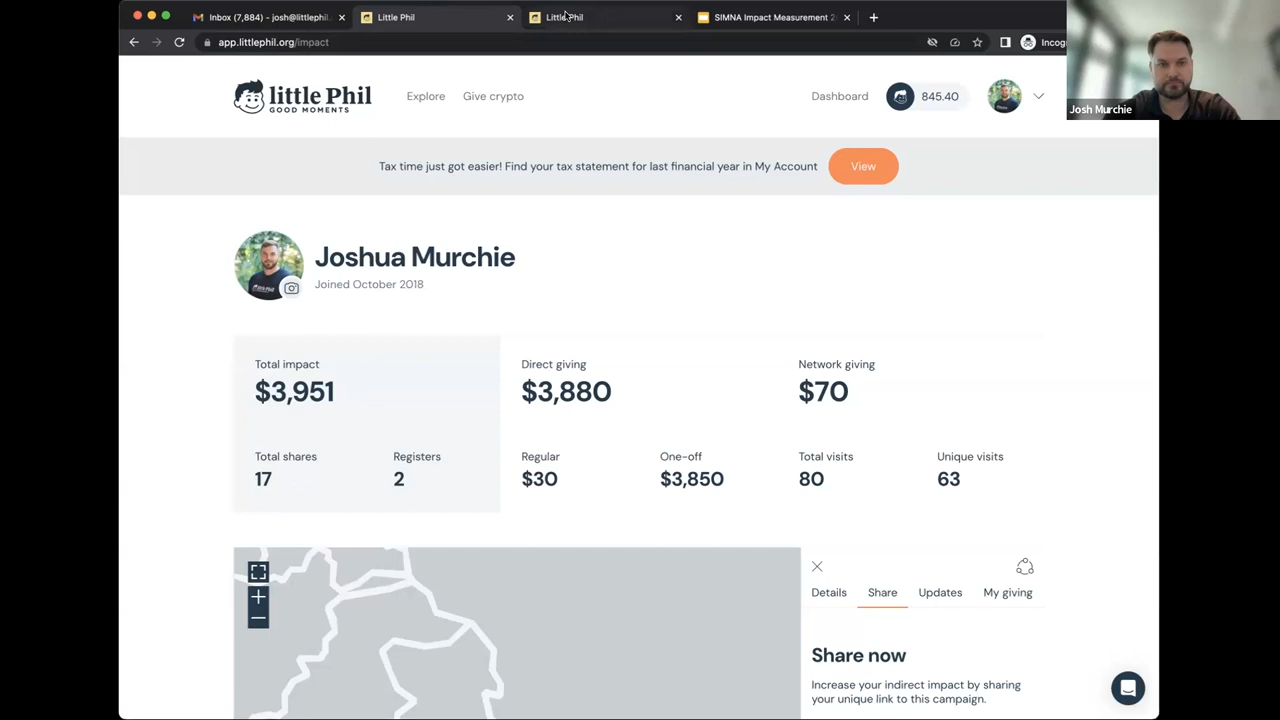 Inbox (7,884) - josh@littlephil.
Little Phil
Little Phil
SIMNA Impact Measurement 2
app.littlephil.org/impact
Incog
Josh Murchie
little Phil
GOOD MOMENTS
Explore
Give crypto
Dashboard
845.40
Tax time just got easier! Find your tax statement for last financial year in My Account
View
Joshua Murchie
Joined October 2018
Total impact
$3,951
Direct giving
$3,880
Network giving
$70
Total shares
17
Registers
2
Regular
$30
One-off
$3,850
Total visits
80
Unique visits
63
Details
Share
Updates
My giving
Share now
Increase your indirect impact by sharing
your unique link to this campaign.